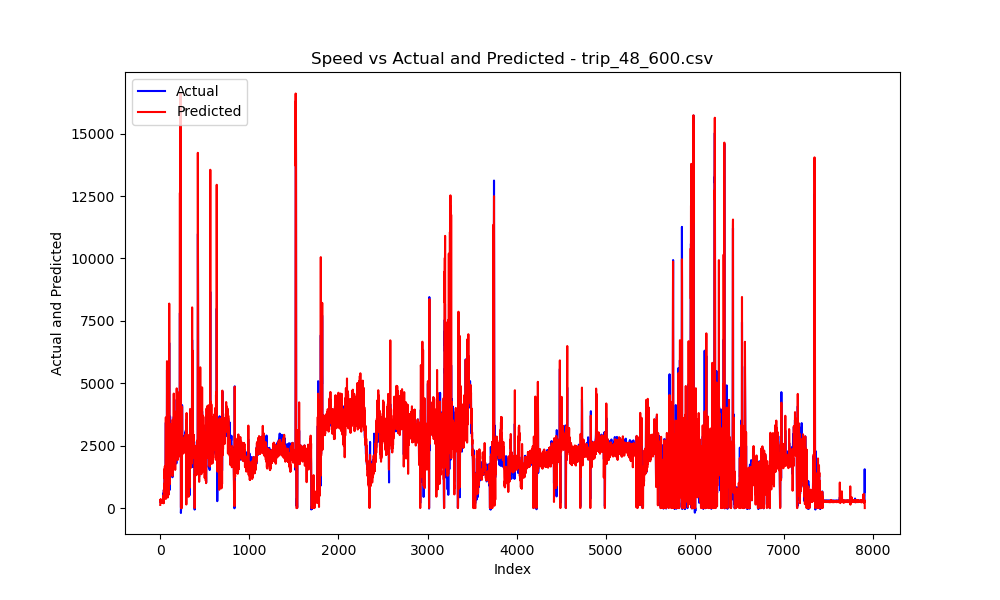 Speed vs Actual and Predicted - trip_48_600.csv
Actual
Predicted
15000
12500
10000
7500
5000
2500
0
Actual and Predicted
0 1000 2000 3000 4000 5000 6000 7000 8000
Index